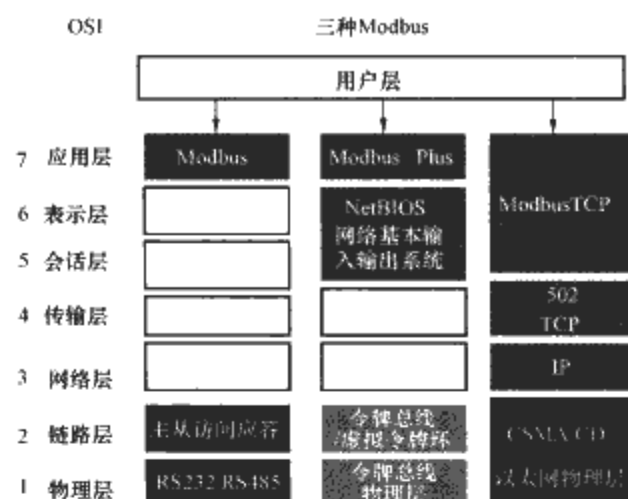 OSI 三种Modbus
用户层
7 应用层 Modbus Modbus Plus
6 表示层 NetBIOS ModbusTCP
网络基本输
5 会话层 入输出系统
502
4 传输层 TCP
3 网络层 IP
令牌总线
2 链路层 主从访问应答 /虚拟令牌环 CSMA/CD
令牌总线
1 物理层 RS232 RS485 物理层 以太网物理层